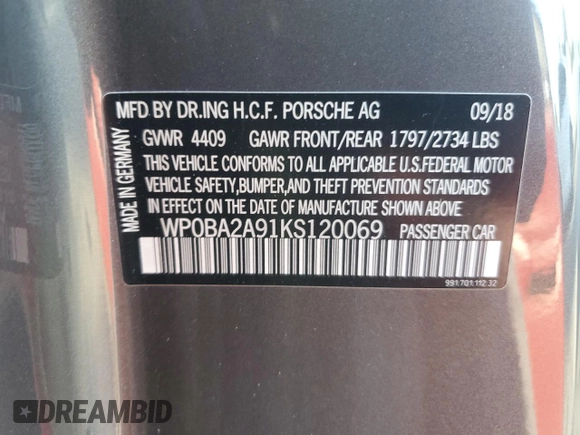 MFD BY DR.ING H.C.F. PORSCHE AG 09/18
GVWR 4409 GAWR FRONT/REAR 1797/2734 LBS
THIS VEHICLE CONFORMS TO ALL APPLICABLE U.S.FEDERAL MOTOR
VEHICLE SAFETY,BUMPER,AND THEFT PREVENTION STANDARDS
IN EFFECT ON THE DATE OF MANUFACTURE SHOWN ABOVE.
WP0BA2A91KS120069 PASSENGER CAR
991.701.112.32
MADE IN GERMANY
DREAMBID